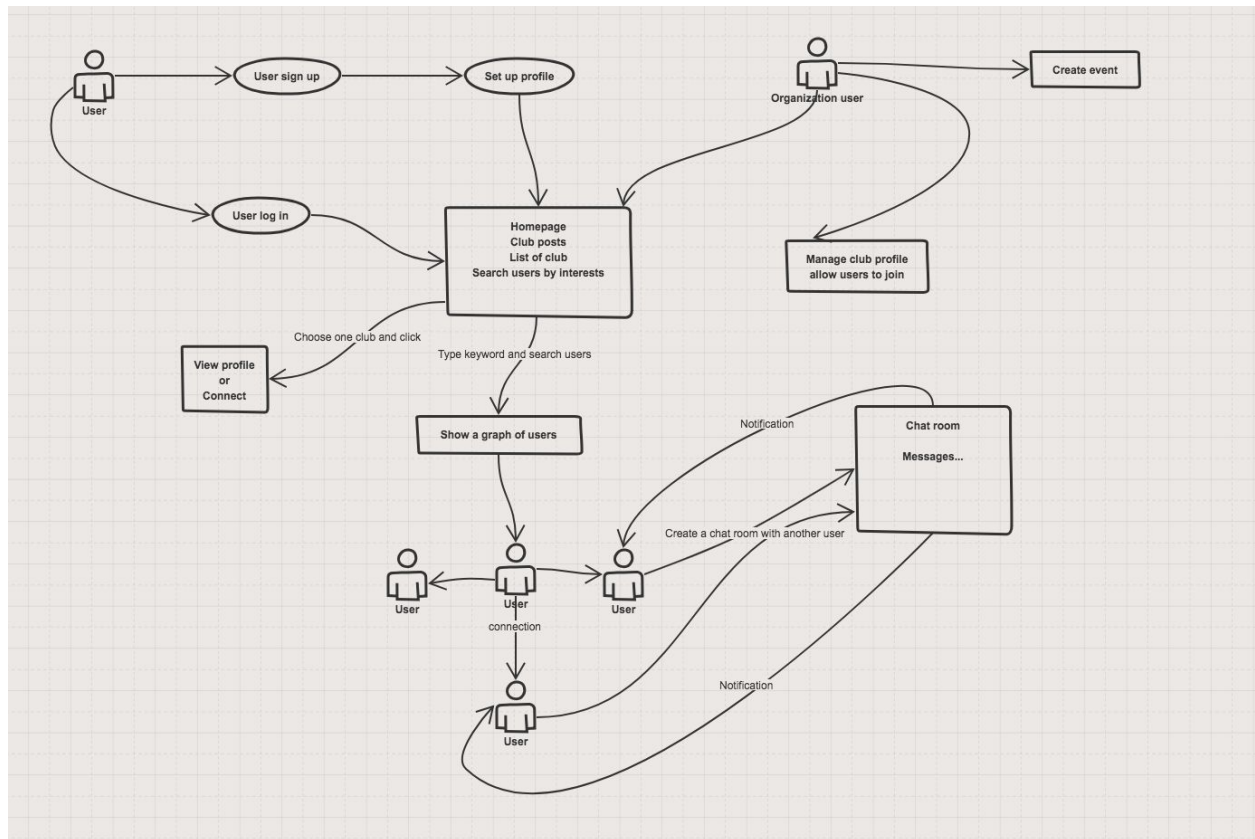 User
User sign up
Set up profile
Organization user
Create event
User log in
Homepage
Club posts
List of club
Search users by interests
Manage club profile
allow users to join
Choose one club and click
Type keyword and search users
View profile
or
Connect
Show a graph of users
Notification
Chat room
Messages...
Create a chat room with another user
User
User
User
connection
Notification
User